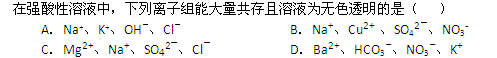 在强酸性溶液中，下列离子组能大量共存且溶液为无色透明的是（　　）
A．Na⁺、K⁺、OH⁻、Cl⁻　　B．Na⁺、Cu²⁺、SO₄²⁻、NO₃⁻
C．Mg²⁺、Na⁺、SO₄²⁻、Cl⁻　　D．Ba²⁺、HCO₃⁻、NO₃⁻、K⁺